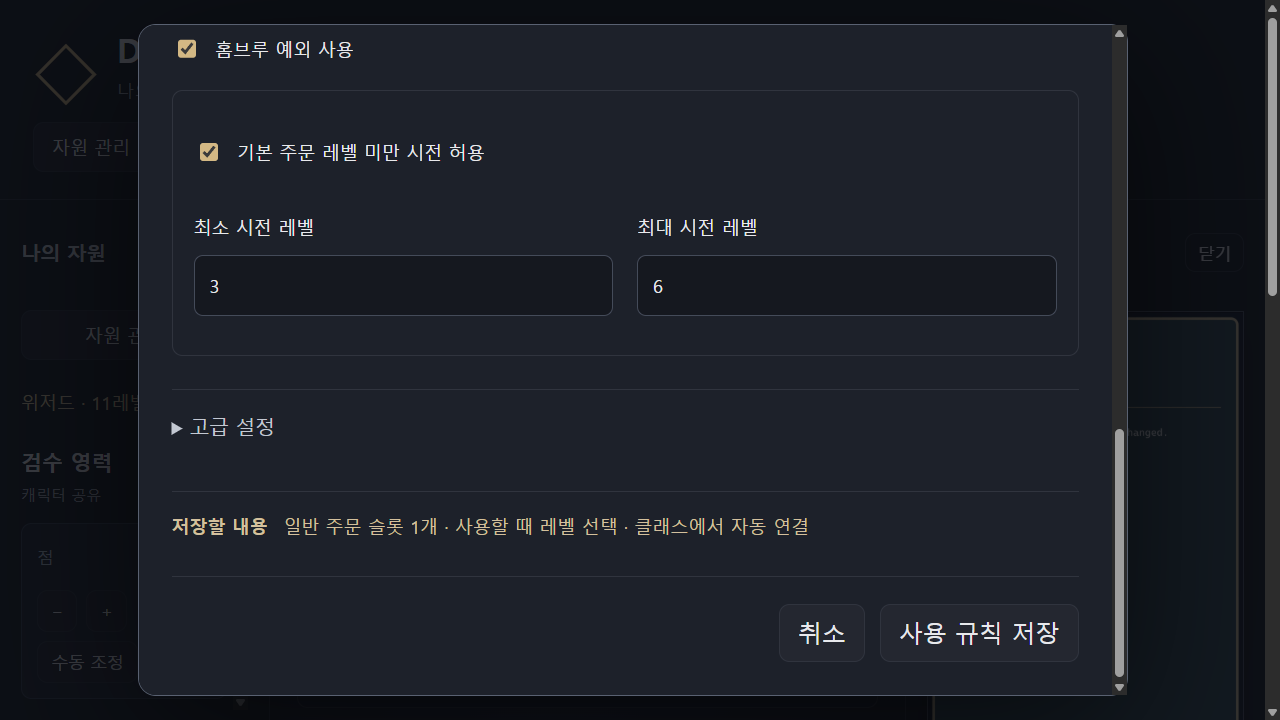 홈브루 예외 사용
기본 주문 레벨 미만 시전 허용
최소 시전 레벨
최대 시전 레벨
3
6
고급 설정
저장할 내용 일반 주문 슬롯 1개 · 사용할 때 레벨 선택 · 클래스에서 자동 연결
취소
사용 규칙 저장
D
자원 관리
나의 자원
닫기
자원
위저드 · 11레벨
hanged.
검수 영력
캐릭터 공유
점
− +
수동 조정